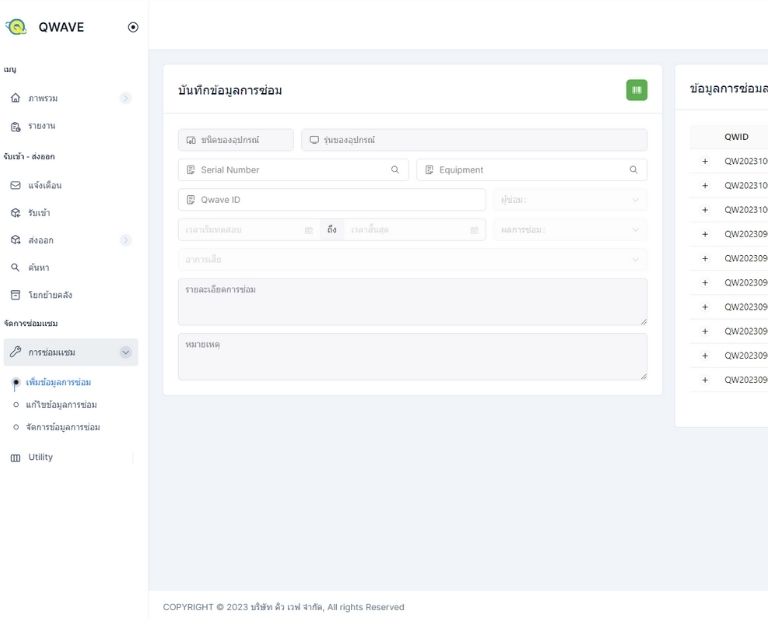 QWAVE
เมนู
ภาพรวม
รายงาน
รับเข้า - ส่งออก
แจ้งเตือน
รับเข้า
ส่งออก
ค้นหา
โยกย้ายคลัง
จัดการซ่อมแซม
การซ่อมแซม
เพิ่มข้อมูลการซ่อม
แก้ไขข้อมูลการซ่อม
จัดการข้อมูลการซ่อม
Utility
บันทึกข้อมูลการซ่อม
ชนิดของอุปกรณ์ รุ่นของอุปกรณ์
Serial Number Equipment
Qwave ID ผู้ซ่อม :
เวลาเริ่มทดสอบ ถึง เวลาสิ้นสุด ผลการซ่อม :
อาการเสีย
รายละเอียดการซ่อม
หมายเหตุ
ข้อมูลการซ่อมล
QWID
+ QW202310
+ QW202310
+ QW202310
+ QW202309
+ QW202309
+ QW202309
+ QW202309
+ QW202309
+ QW202309
+ QW202309
COPYRIGHT © 2023 บริษัท คิว เวฟ จำกัด, All rights Reserved